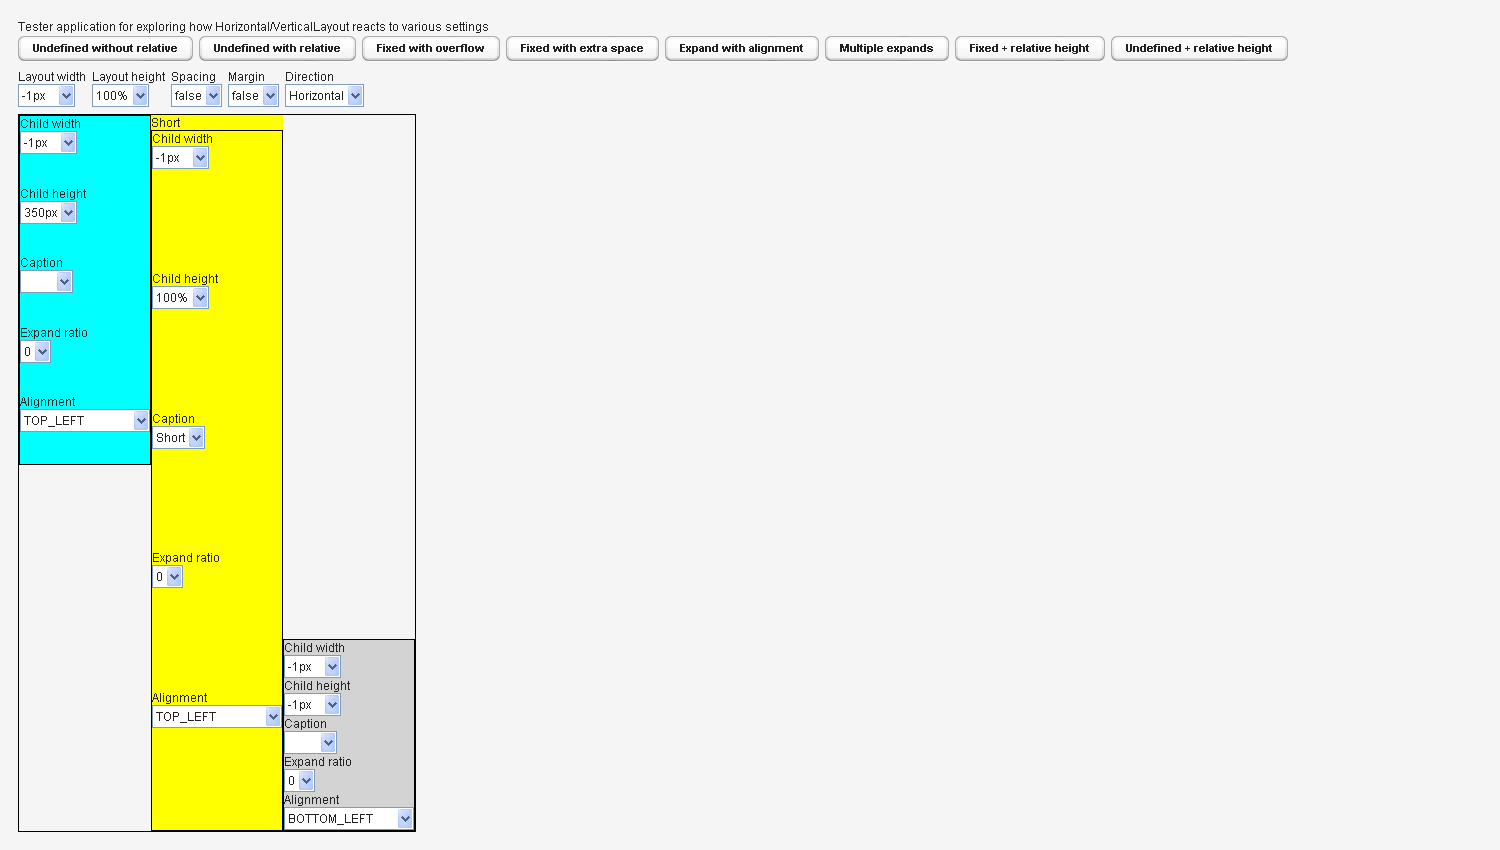 Tester application for exploring how Horizontal/VerticalLayout reacts to various settings
Undefined without relative Undefined with relative Fixed with overflow Fixed with extra space Expand with alignment Multiple expands Fixed + relative height Undefined + relative height
Layout width Layout height Spacing Margin Direction
-1px 100% false false Horizontal
Child width
-1px
Child height
350px
Caption
Expand ratio
0
Alignment
TOP_LEFT
Short
Child width
-1px
Child height
100%
Caption
Short
Expand ratio
0
Alignment
TOP_LEFT
Child width
-1px
Child height
-1px
Caption
Expand ratio
0
Alignment
BOTTOM_LEFT